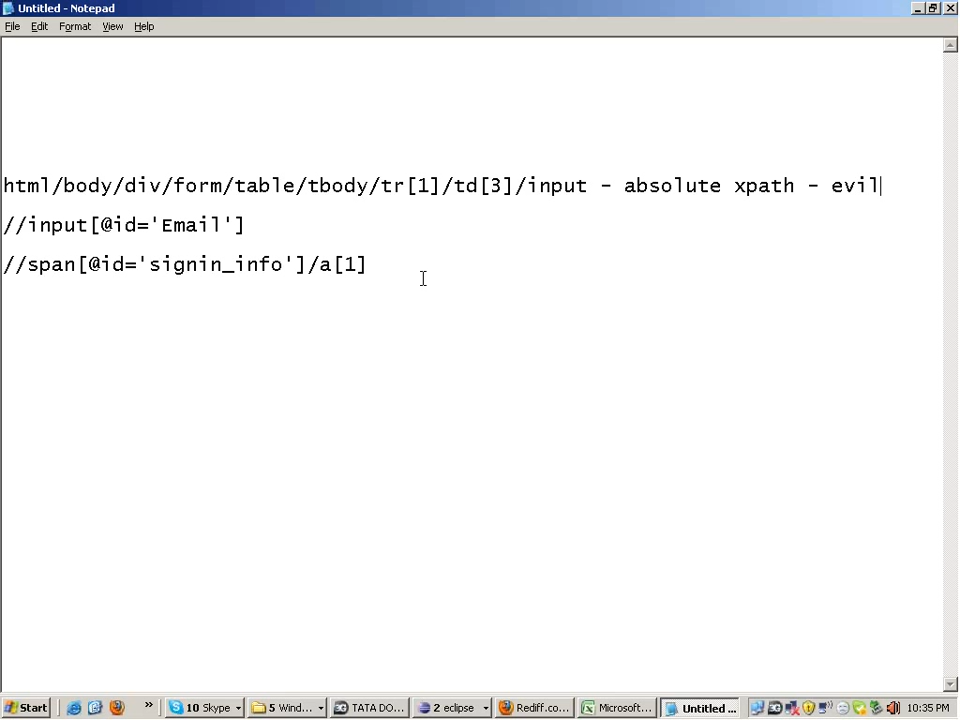 Untitled - Notepad
File Edit Format View Help
html/body/div/form/table/tbody/tr[1]/td[3]/input - absolute xpath - evil
//input[@id='Email']
//span[@id='signin_info']/a[1]
Start » 10 Skype 5 Wind... TATA DO... 2 eclipse Rediff.co... Microsoft... Untitled ... 10:35 PM